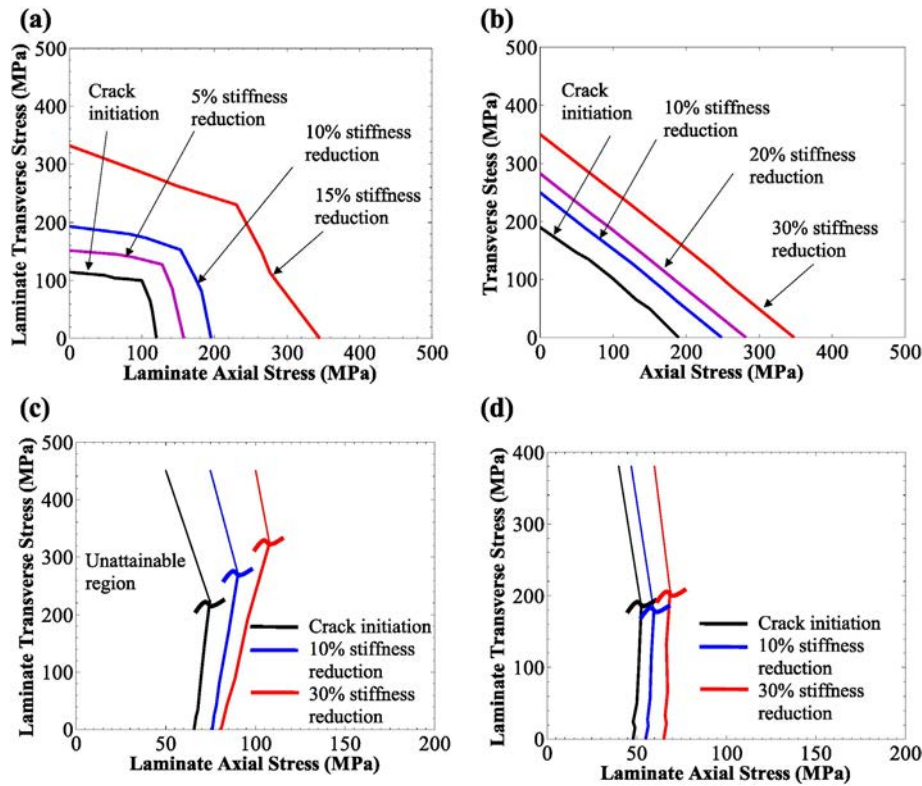 (a)
Laminate Transverse Stress (MPa)
500
400
300
200
100
0
Crack
initiation
5% stiffness
reduction
10% stiffness
reduction
15% stiffness
reduction
0 100 200 300 400 500
Laminate Axial Stress (MPa)
(b)
Transverse Stess (MPa)
500
400
300
200
100
0
Crack
initiation
10% stiffness
reduction
20% stiffness
reduction
30% stiffness
reduction
0 100 200 300 400 500
Axial Stress (MPa)
(c)
Laminate Transverse Stress (MPa)
500
400
300
200
100
0
Unattainable
region
Crack initiation
10% stiffness
reduction
30% stiffness
reduction
0 50 100 150 200
Laminate Axial Stress (MPa)
(d)
Laminate Transverse Stress (MPa)
400
300
200
100
0
Crack initiation
10% stiffness
reduction
30% stiffness
reduction
0 50 100 150 200
Laminate Axial Stress (MPa)